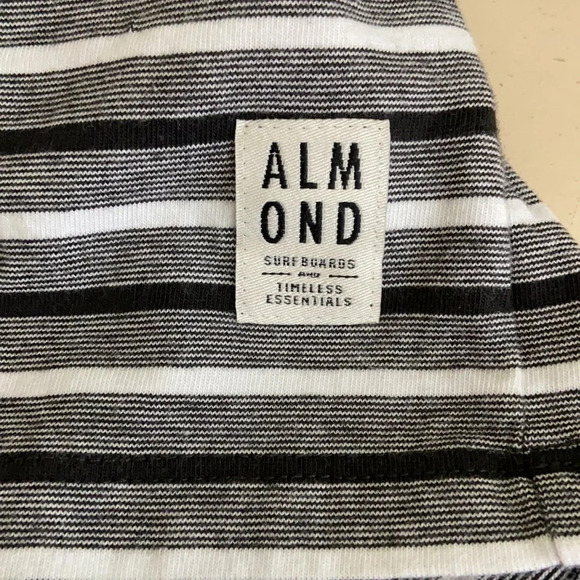 ALM
OND
SURFBOARDS
AND
TIMELESS
ESSENTIALS